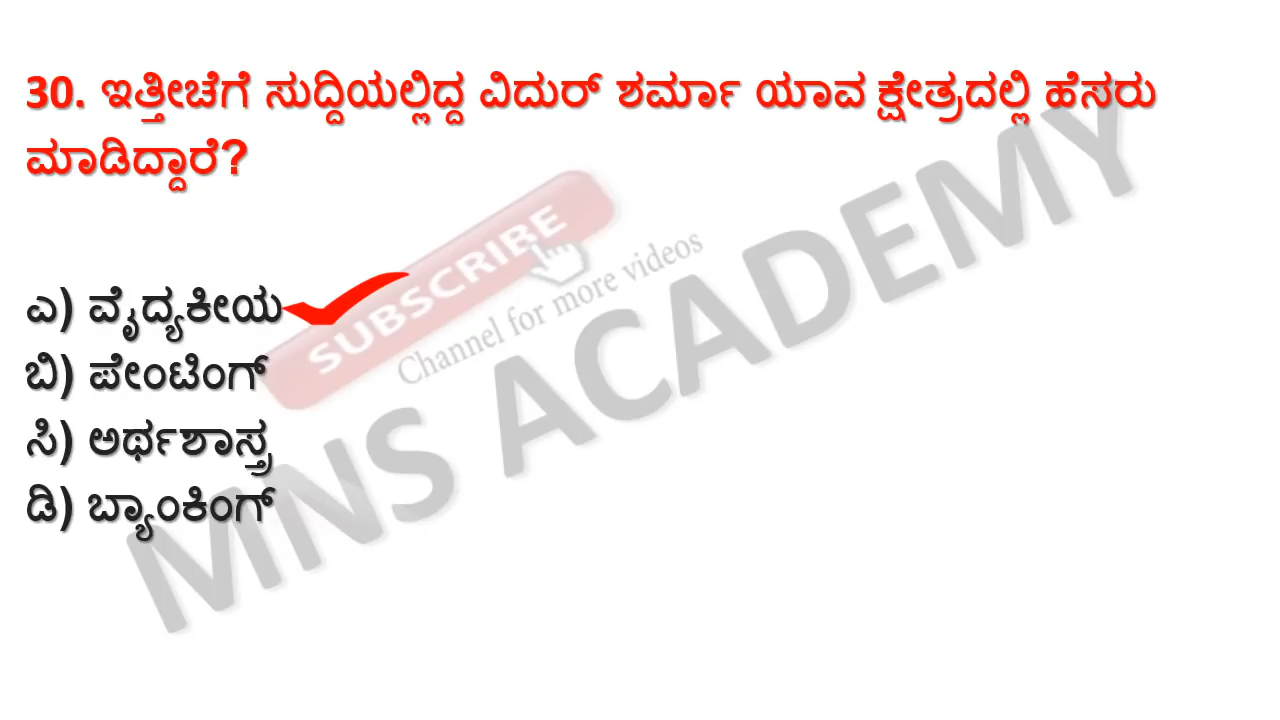 30. ಇತ್ತೀಚೆಗೆ ಸುದ್ದಿಯಲ್ಲಿದ್ದ ವಿದುರ್ ಶರ್ಮಾ ಯಾವ ಕ್ಷೇತ್ರದಲ್ಲಿ ಹೆಸರು
ಮಾಡಿದ್ದಾರೆ?
SUBSCRIBE
Channel for more videos
MNS ACADEMY
ಎ) ವೈದ್ಯಕೀಯ
ಬಿ) ಪೇಂಟಿಂಗ್
ಸಿ) ಅರ್ಥಶಾಸ್ತ್ರ
ಡಿ) ಬ್ಯಾಂಕಿಂಗ್